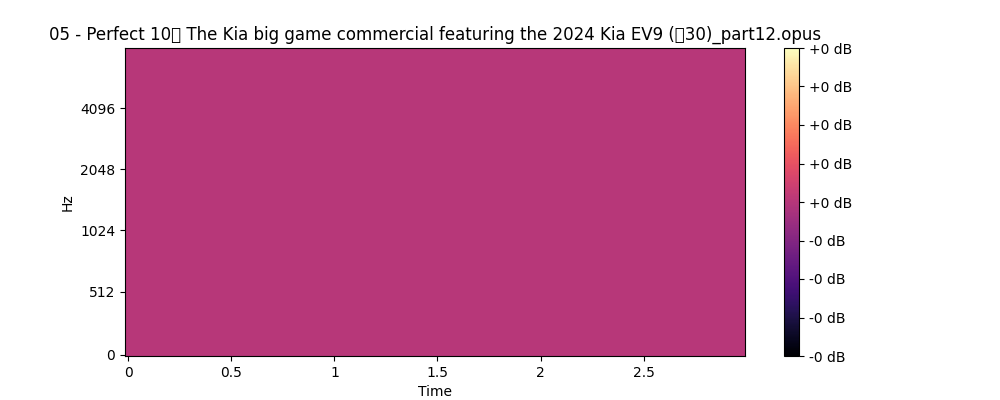 05 - Perfect 10▯ The Kia big game commercial featuring the 2024 Kia EV9 (▯30)_part12.opus
4096
2048
1024
512
0
Hz
0 0.5 1 1.5 2 2.5
Time
+0 dB
+0 dB
+0 dB
+0 dB
+0 dB
-0 dB
-0 dB
-0 dB
-0 dB